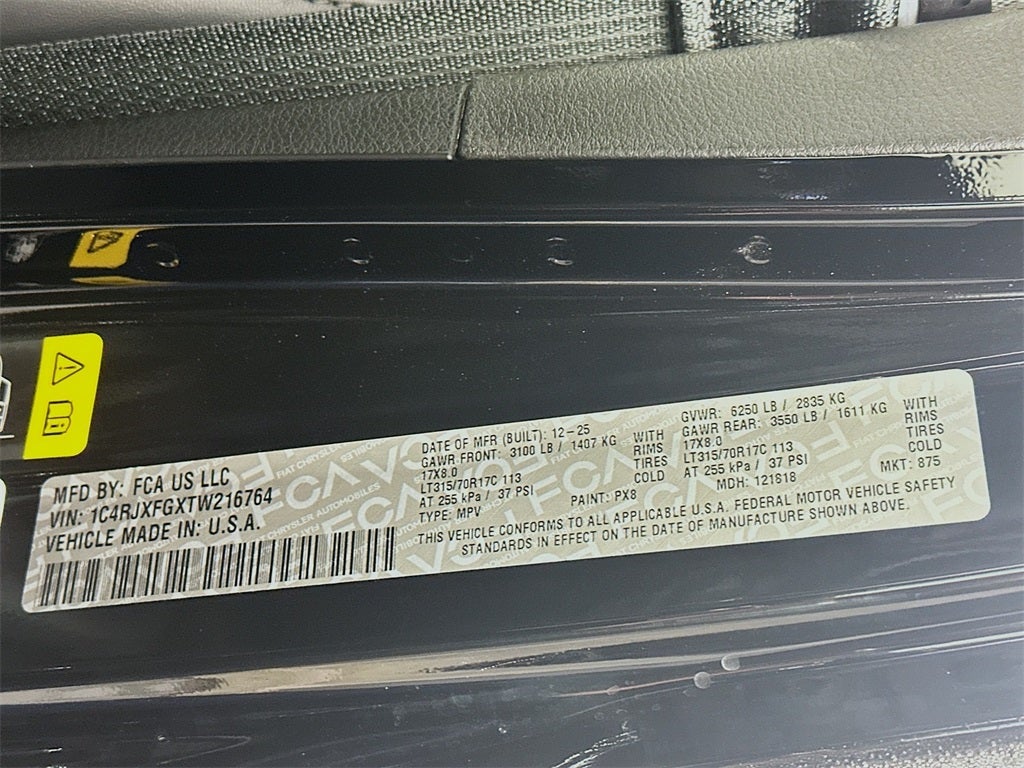 MFD BY: FCA US LLC
VIN: 1C4RJXFGXTW216764
VEHICLE MADE IN: U.S.A.
DATE OF MFR (BUILT): 12-25
GAWR FRONT: 3100 LB / 1407 KG WITH
17X8.0 RIMS
LT315/70R17C 113 TIRES
AT 255 kPa / 37 PSI COLD
TYPE: MPV PAINT: PX8
GVWR: 6250 LB / 2835 KG
GAWR REAR: 3550 LB / 1611 KG WITH
17X8.0 RIMS
LT315/70R17C 113 TIRES
AT 255 kPa / 37 PSI COLD
MDH: 121618 MKT: 875
THIS VEHICLE CONFORMS TO ALL APPLICABLE U.S.A. FEDERAL MOTOR VEHICLE SAFETY
STANDARDS IN EFFECT ON THE DATE OF MANUFACTURE SHOWN ABOVE.